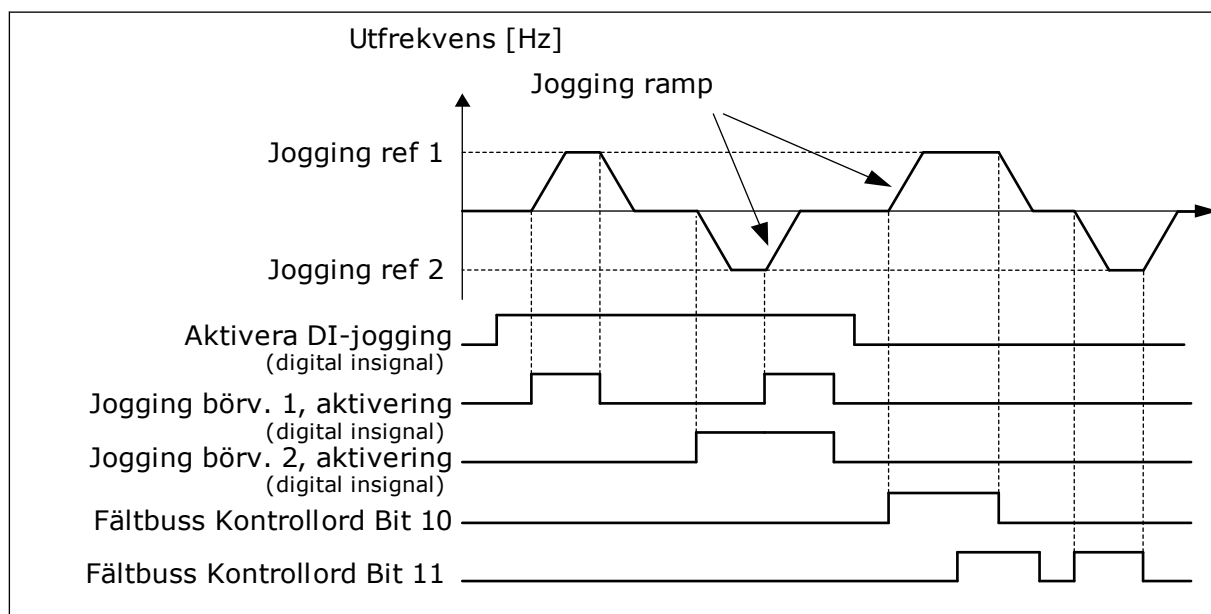 Utfrekvens [Hz]
Jogging ramp
Jogging ref 1
Jogging ref 2
Aktivera DI-jogging
(digital insignal)
Jogging börv. 1, aktivering
(digital insignal)
Jogging börv. 2, aktivering
(digital insignal)
Fältbuss Kontrollord Bit 10
Fältbuss Kontrollord Bit 11